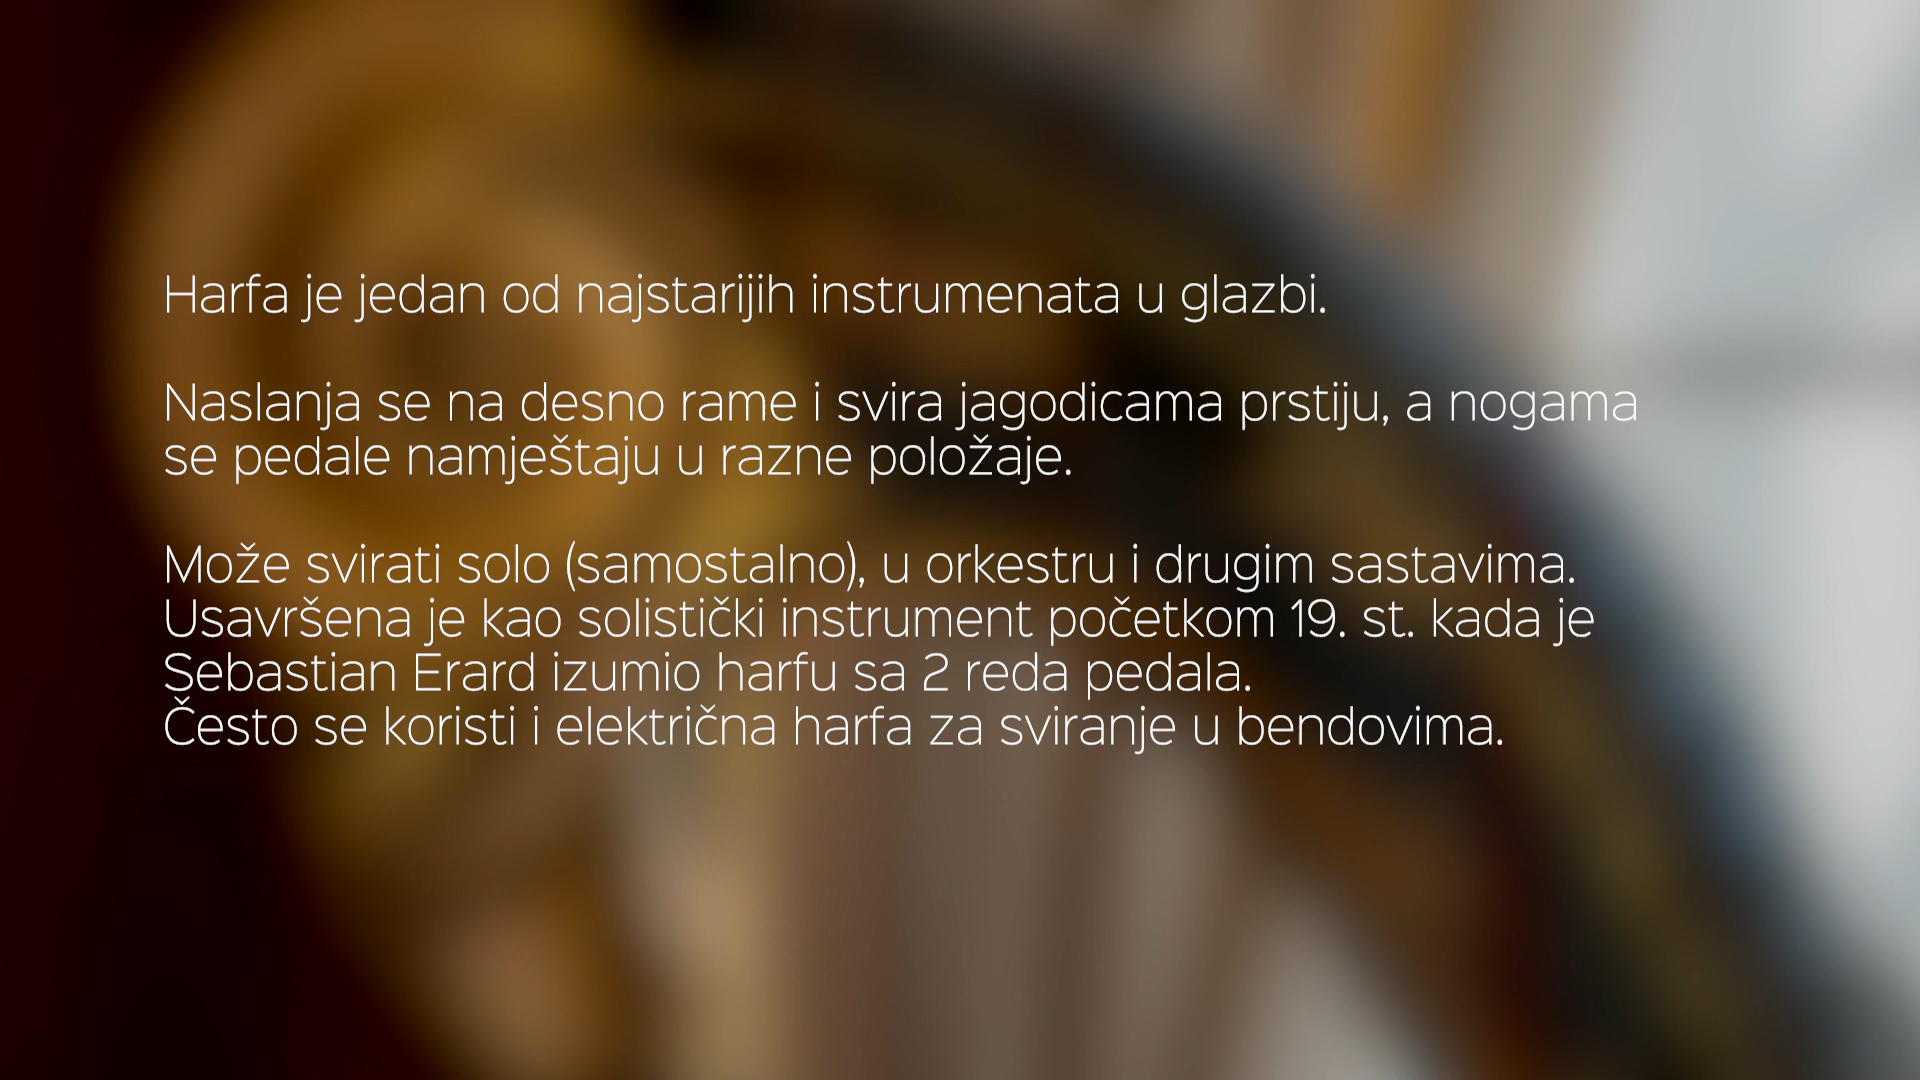 Harfa je jedan od najstarijih instrumenata u glazbi.
Naslanja se na desno rame i svira jagodicama prstiju, a nogama
se pedale namještaju u razne položaje.
Može svirati solo (samostalno), u orkestru i drugim sastavima.
Usavršena je kao solistički instrument početkom 19. st. kada je
Sebastian Erard izumio harfu sa 2 reda pedala.
Često se koristi i električna harfa za sviranje u bendovima.